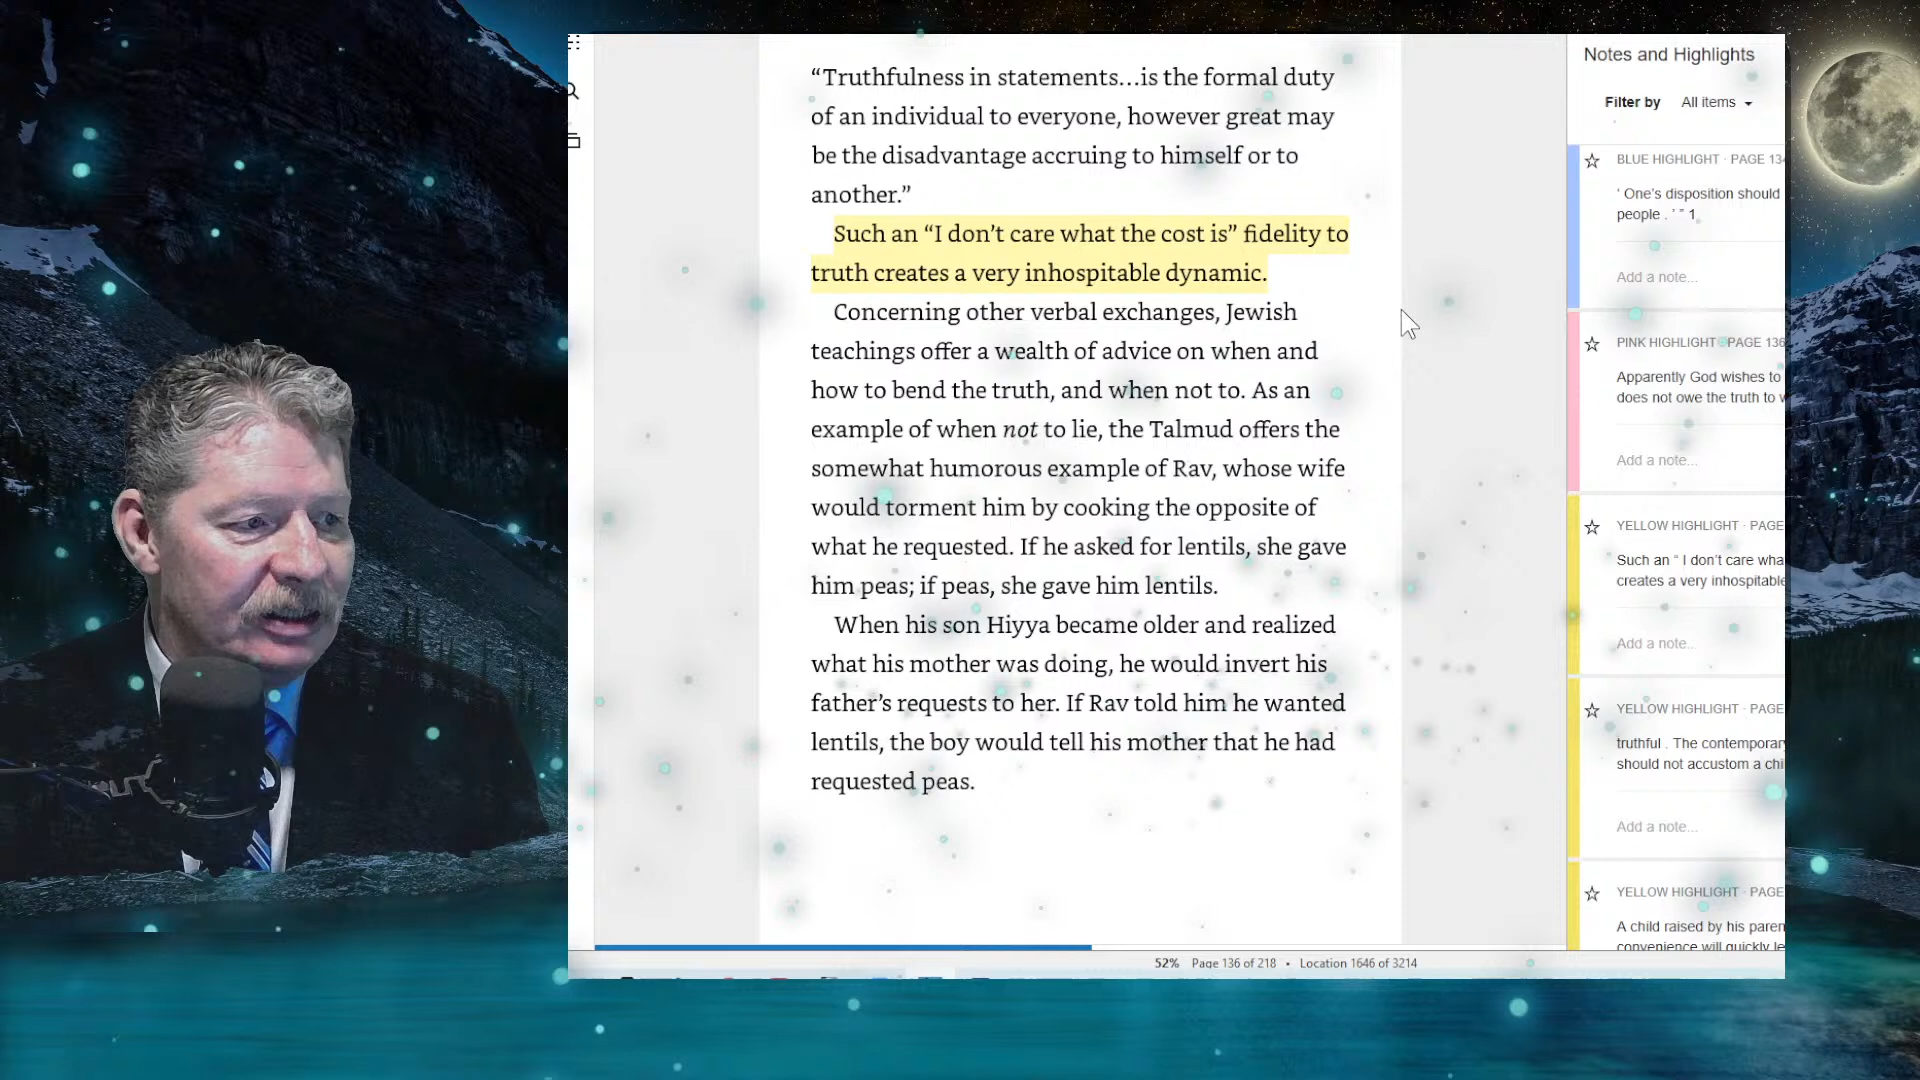 “Truthfulness in statements…is the formal duty
of an individual to everyone, however great may
be the disadvantage accruing to himself or to
another.”
Such an “I don’t care what the cost is” fidelity to
truth creates a very inhospitable dynamic.
Concerning other verbal exchanges, Jewish
teachings offer a wealth of advice on when and
how to bend the truth, and when not to. As an
example of when not to lie, the Talmud offers the
somewhat humorous example of Rav, whose wife
would torment him by cooking the opposite of
what he requested. If he asked for lentils, she gave
him peas; if peas, she gave him lentils.
When his son Hiyya became older and realized
what his mother was doing, he would invert his
father’s requests to her. If Rav told him he wanted
lentils, the boy would tell his mother that he had
requested peas.
52% Page 136 of 218 • Location 1646 of 3214
Notes and Highlights
Filter by All items
BLUE HIGHLIGHT · PAGE 134
‘ One’s disposition should
people . ’ ” 1
Add a note...
PINK HIGHLIGHT · PAGE 136
Apparently God wishes to
does not owe the truth to
Add a note...
YELLOW HIGHLIGHT · PAGE
Such an “ I don’t care
creates a very inhospitable
Add a note...
YELLOW HIGHLIGHT · PAGE
truthful . The contemporary
should not accustom a
Add a note...
YELLOW HIGHLIGHT · PAGE
A child raised by his
convenience will quickly